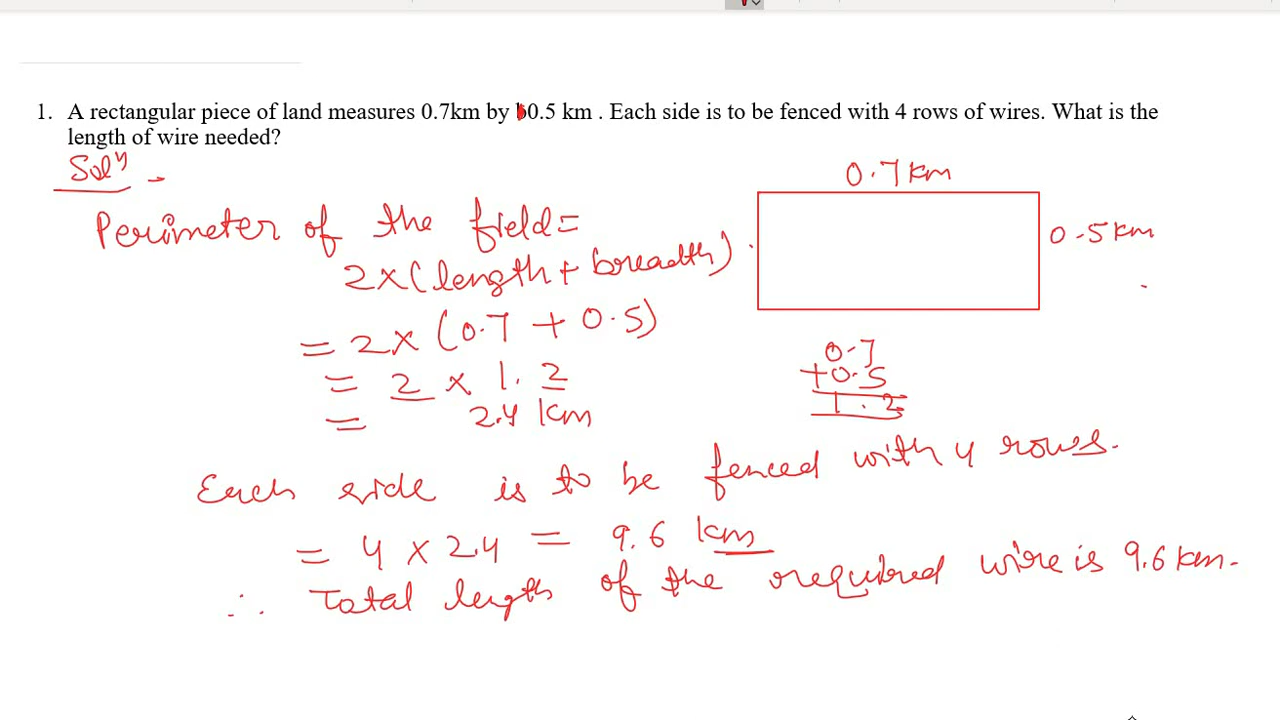 1. A rectangular piece of land measures 0.7km by 0.5 km . Each side is to be fenced with 4 rows of wires. What is the
length of wire needed?
Solⁿ
0.7 km
Perimeter of the field =
0.5 km
2 × (length + breadth)
= 2 × (0.7 + 0.5)
0.7
= 2 × 1.2
+0.5
1.2
= 2.4 km
Each side is to be fenced with 4 rows.
= 4 × 2.4 = 9.6 km
∴ Total length of the required wire is 9.6 km.